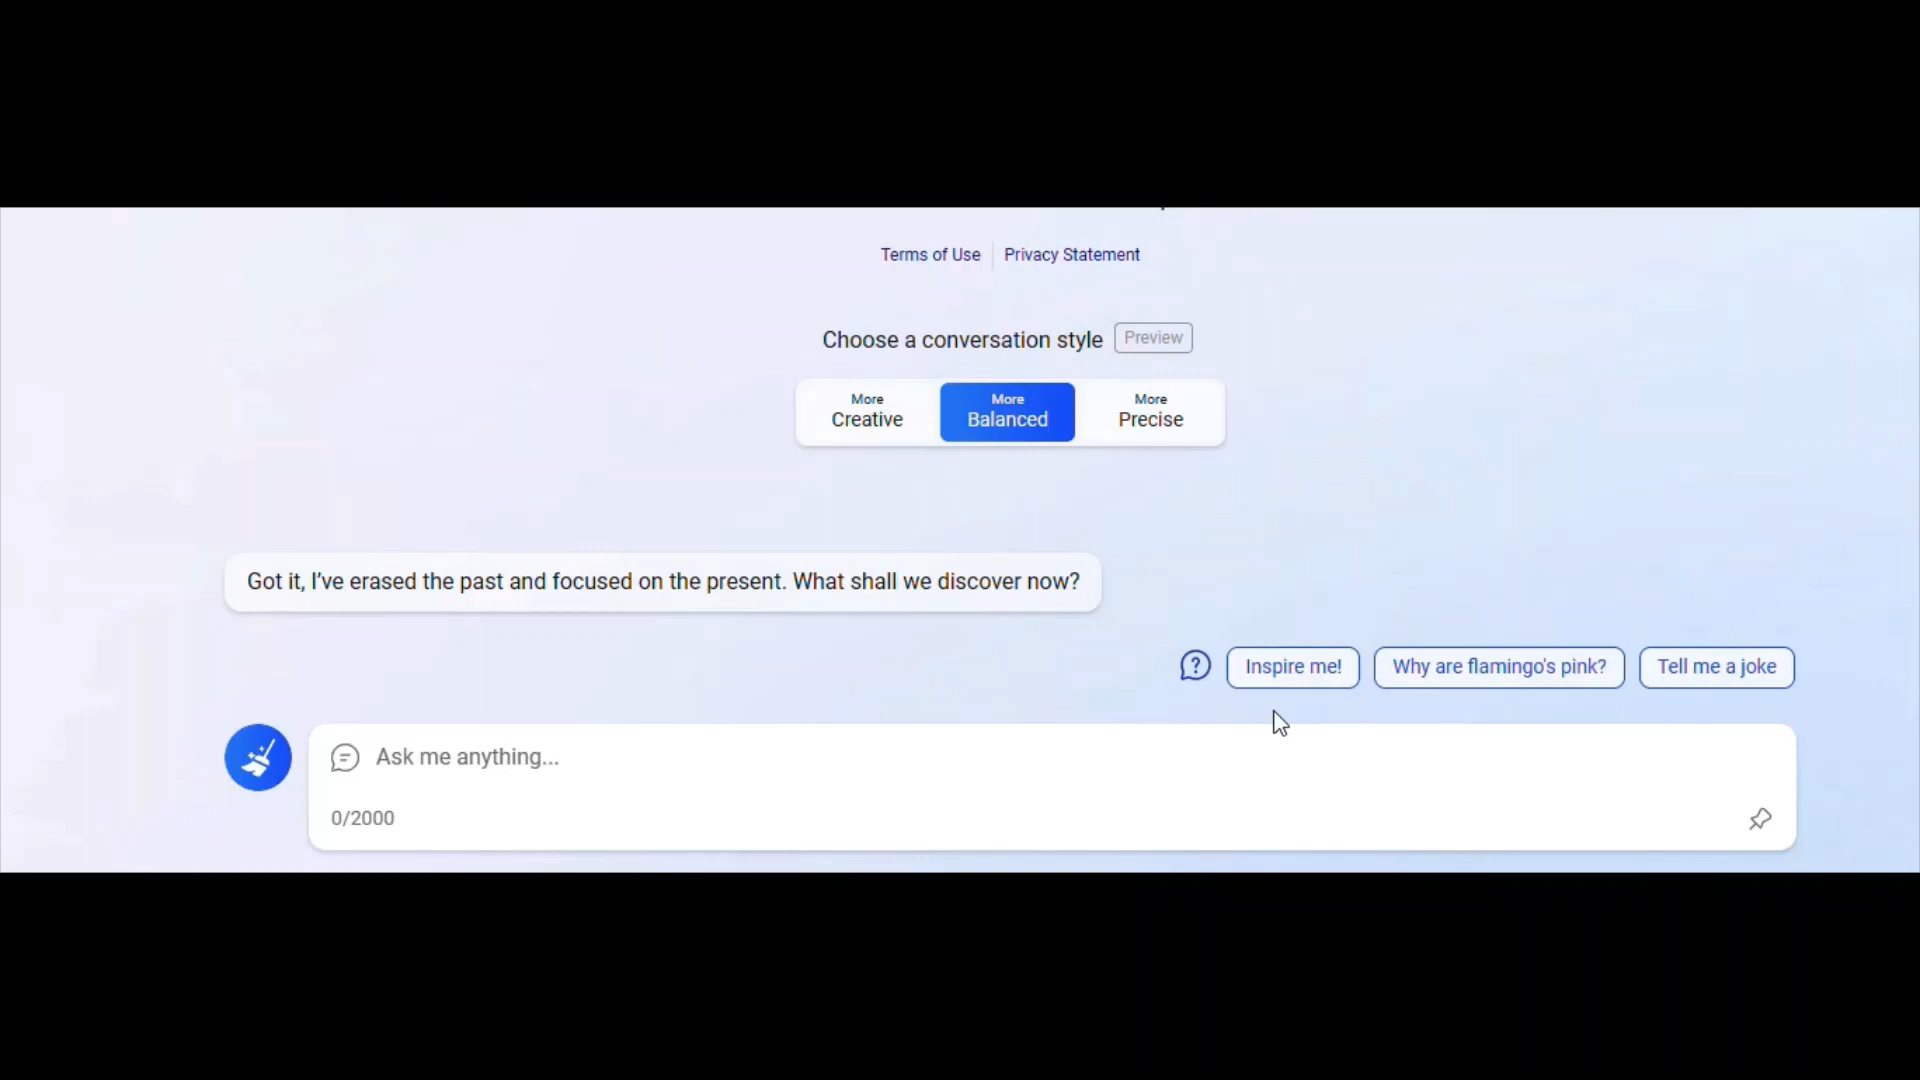 Terms of Use Privacy Statement
Choose a conversation style Preview
More Creative
More Balanced
More Precise
Got it, I've erased the past and focused on the present. What shall we discover now?
Inspire me! Why are flamingo's pink? Tell me a joke
Ask me anything...
0/2000